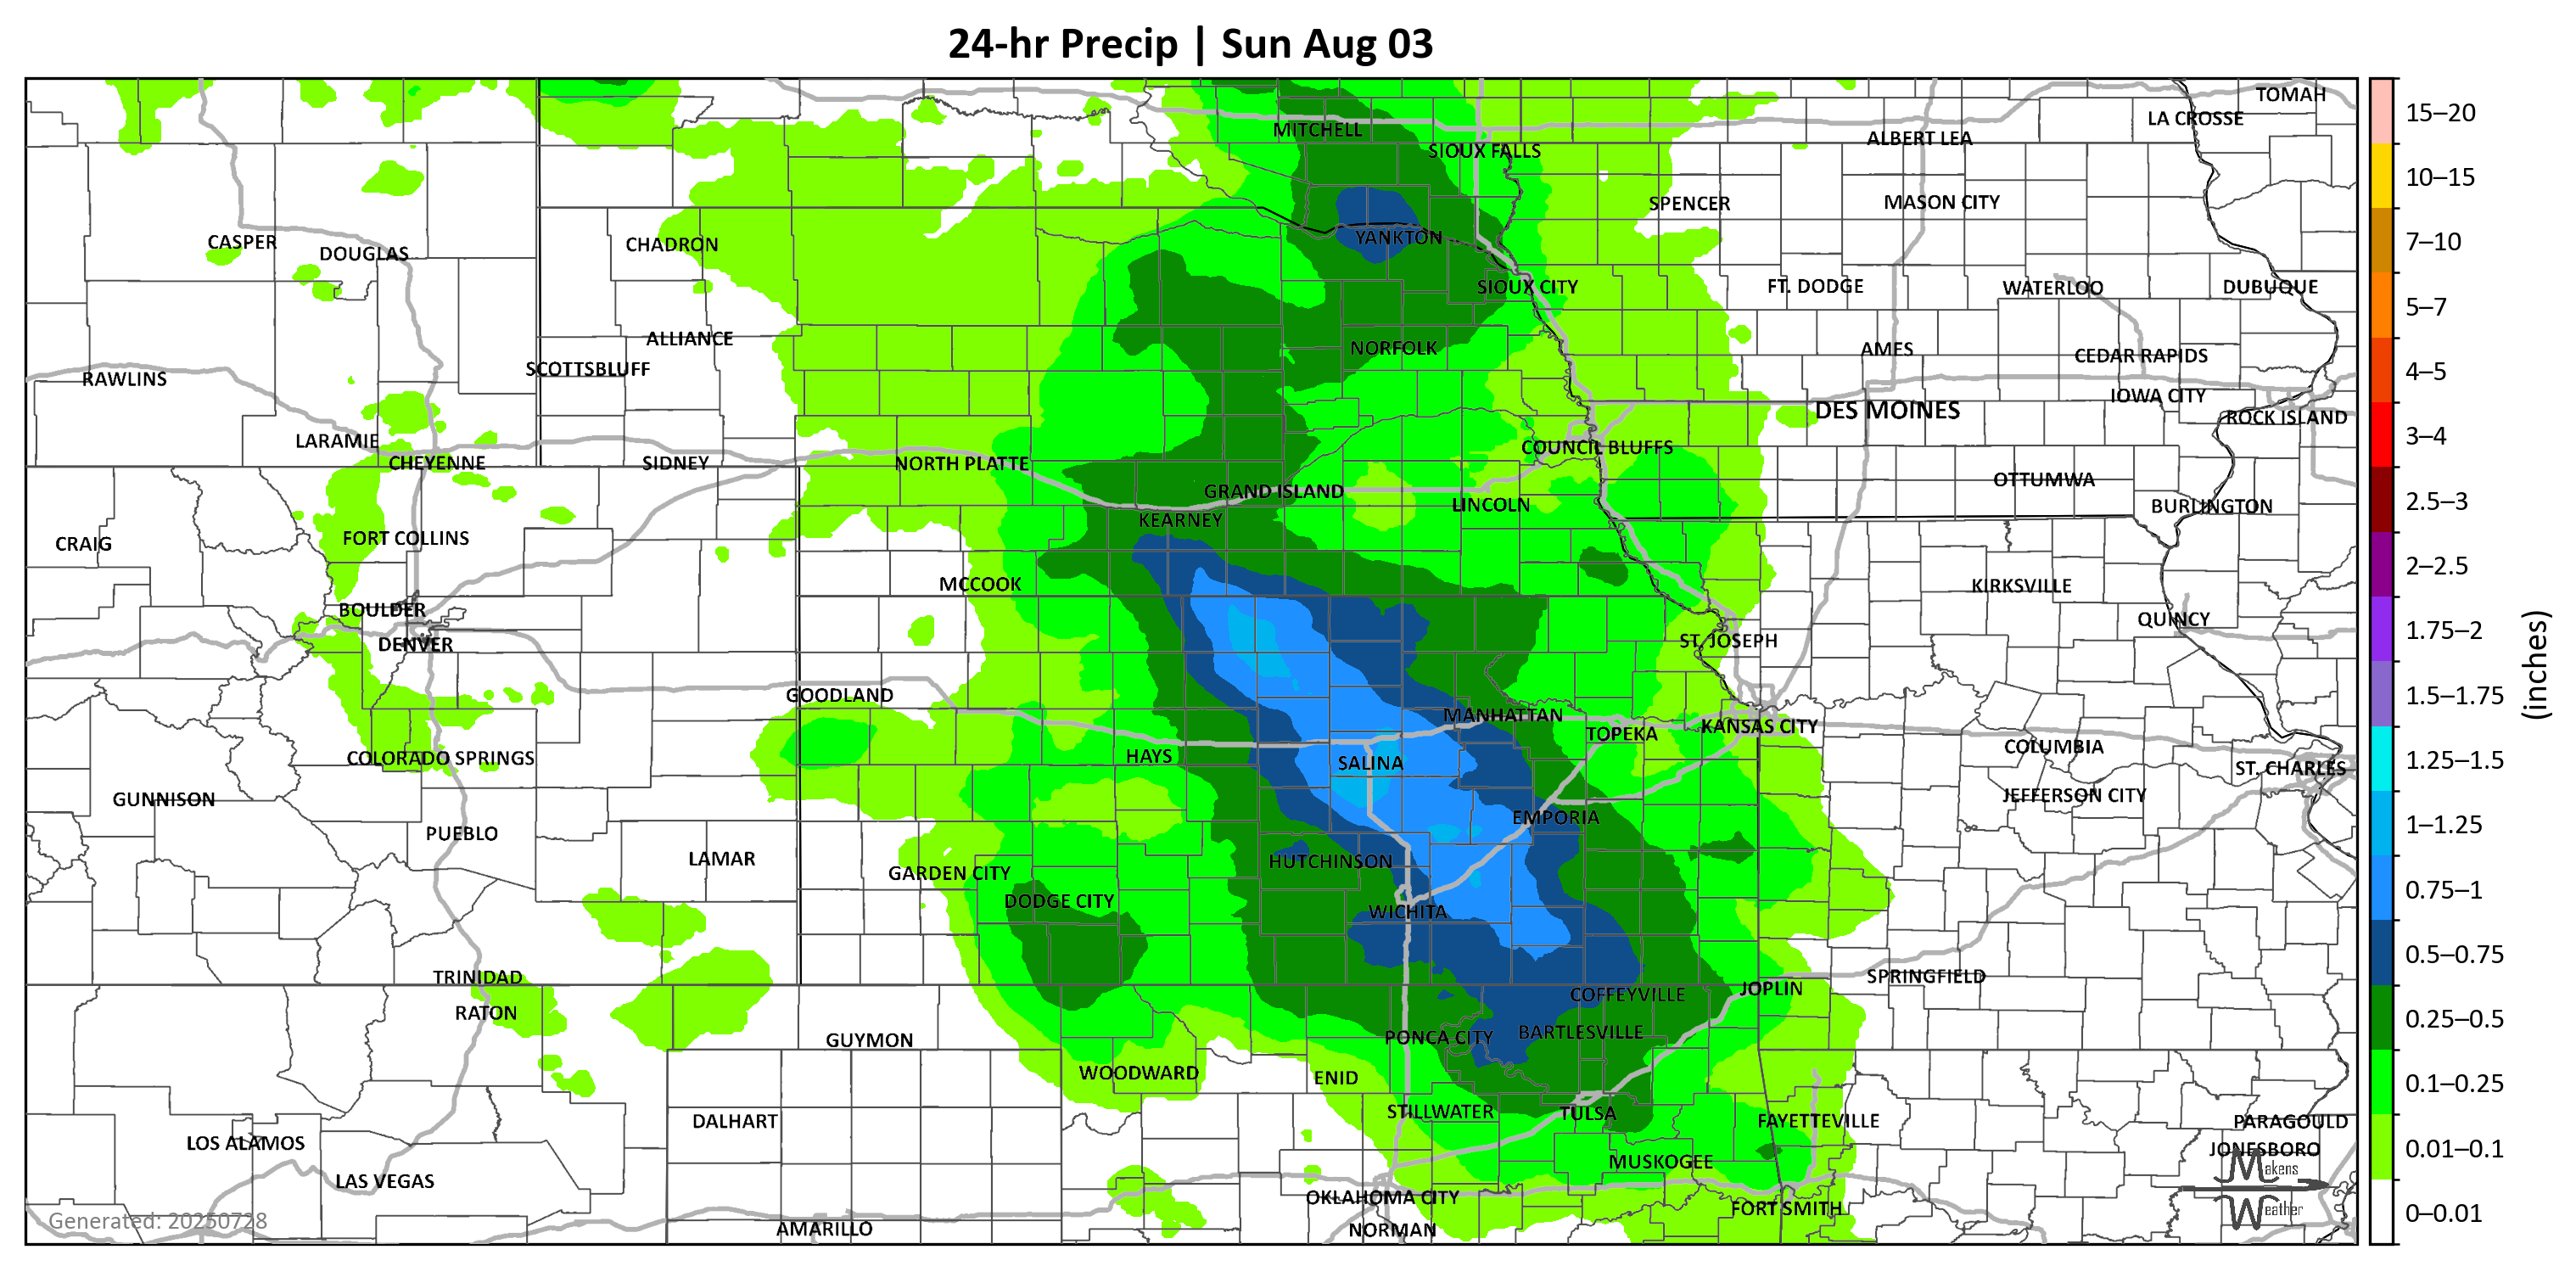 24-hr Precip | Sun Aug 03
TOMAH
LA CROSSE
MITCHELL
ALBERT LEA
SIOUX FALLS
SPENCER
MASON CITY
CASPER
DOUGLAS
CHADRON
YANKTON
SIOUX CITY
FT. DODGE
WATERLOO
DUBUQUE
ALLIANCE
NORFOLK
AMES
CEDAR RAPIDS
SCOTTSBLUFF
RAWLINS
IOWA CITY
DES MOINES
ROCK ISLAND
LARAMIE
COUNCIL BLUFFS
CHEYENNE
SIDNEY
NORTH PLATTE
OTTUMWA
GRAND ISLAND
LINCOLN
BURLINGTON
KEARNEY
CRAIG
FORT COLLINS
MCCOOK
KIRKSVILLE
BOULDER
QUINCY
DENVER
ST. JOSEPH
GOODLAND
MANHATTAN
TOPEKA
KANSAS CITY
COLUMBIA
COLORADO SPRINGS
HAYS
SALINA
ST. CHARLES
GUNNISON
JEFFERSON CITY
EMPORIA
PUEBLO
LAMAR
HUTCHINSON
GARDEN CITY
DODGE CITY
WICHITA
TRINIDAD
SPRINGFIELD
COFFEYVILLE
JOPLIN
RATON
GUYMON
PONCA CITY
BARTLESVILLE
WOODWARD
ENID
STILLWATER
TULSA
DALHART
FAYETTEVILLE
PARAGOULD
LOS ALAMOS
JONESBORO
MUSKOGEE
LAS VEGAS
OKLAHOMA CITY
FORT SMITH
AMARILLO
NORMAN
Generated: 20250728
Makens
Weather
15–20
10–15
7–10
5–7
4–5
3–4
2.5–3
2–2.5
1.75–2
1.5–1.75
1.25–1.5
1–1.25
0.75–1
0.5–0.75
0.25–0.5
0.1–0.25
0.01–0.1
0–0.01
(inches)